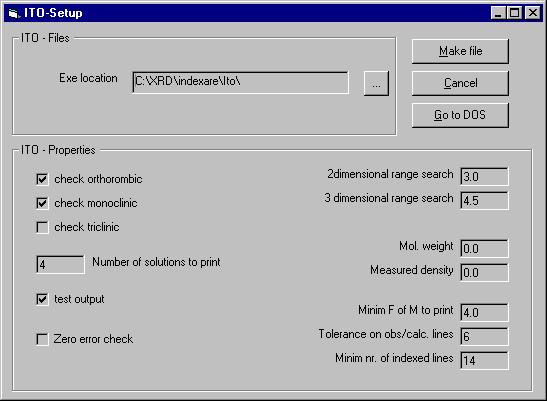 ITO-Setup
ITO - Files
Exe location
C:\XRD\indexare\Ito\
...
Make file
Cancel
Go to DOS
ITO - Properties
check orthorombic
check monoclinic
check triclinic
4 Number of solutions to print
test output
Zero error check
2dimensional range search 3.0
3 dimensional range search 4.5
Mol. weight 0.0
Measured density 0.0
Minim F of M to print 4.0
Tolerance on obs/calc. lines 6
Minim nr. of indexed lines 14